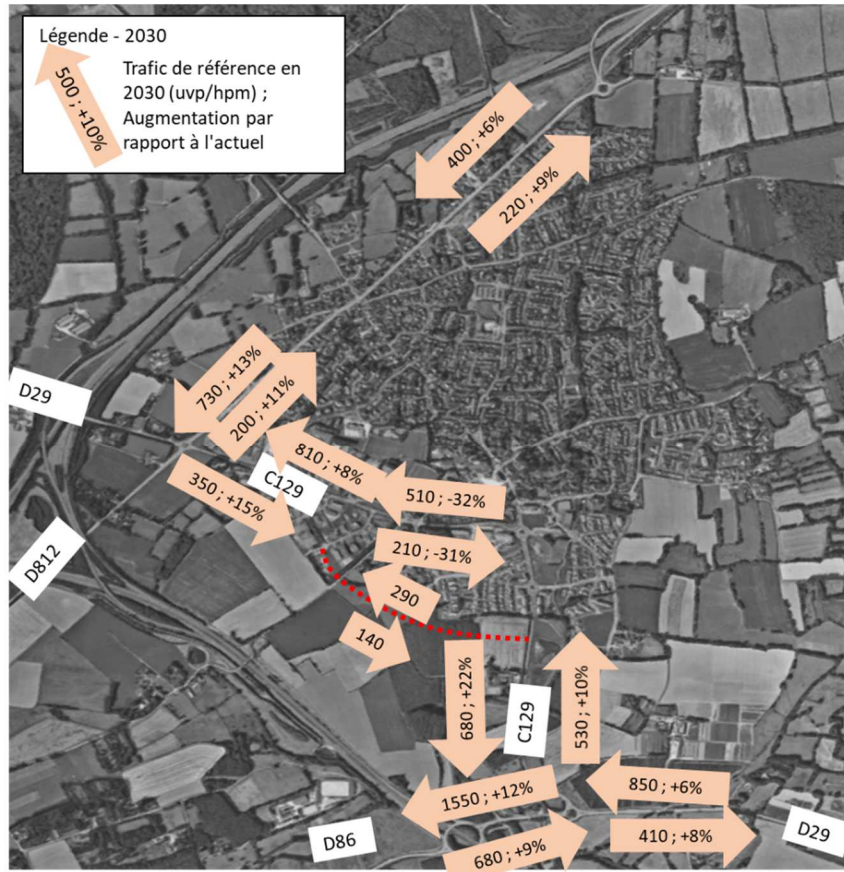 Légende - 2030
500 ; +10%
Trafic de référence en
2030 (uvp/hpm) ;
Augmentation par
rapport à l'actuel
400 ; +6%
220 ; +9%
730 ; +13%
D29
200 ; +11%
810 ; +8%
350 ; +15%
C129
510 ; -32%
C129
D812
210 ; -31%
290
140
680 ; +22%
C129
530 ; +10%
1550 ; +12%
850 ; +6%
D86
680 ; +9%
410 ; +8%
D29